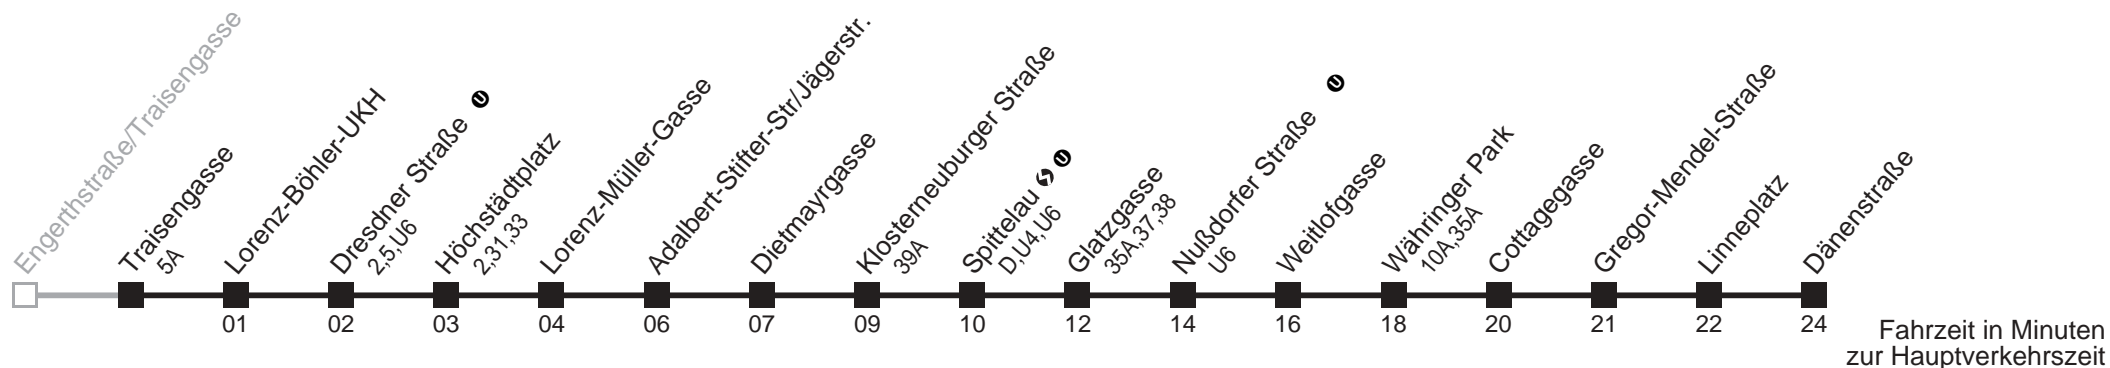 Engerthstraße/Traisengasse
Traisengasse
5A
Lorenz-Böhler-UKH
Dresdner Straße U
2,5,U6
Höchstädtplatz
2,31,33
Lorenz-Müller-Gasse
Adalbert-Stifter-Str/Jägerstr.
Dietmayrgasse
Klosterneuburger Straße
39A
Spittelau U
D,U4,U6
Glatzgasse
35A,37,38
Nußdorfer Straße U
U6
Weitlofgasse
Währinger Park
10A,35A
Cottagegasse
Gregor-Mendel-Straße
Linneplatz
Dänenstraße
01 02 03 04 06 07 09 10 12 14 16 18 20 21 22 24
Fahrzeit in Minuten
zur Hauptverkehrszeit